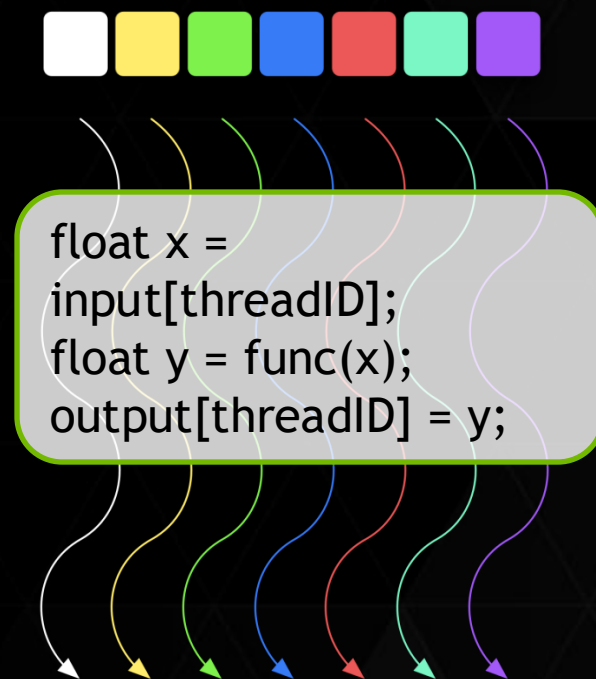 float x =
input[threadID];
float y = func(x);
output[threadID] = y;